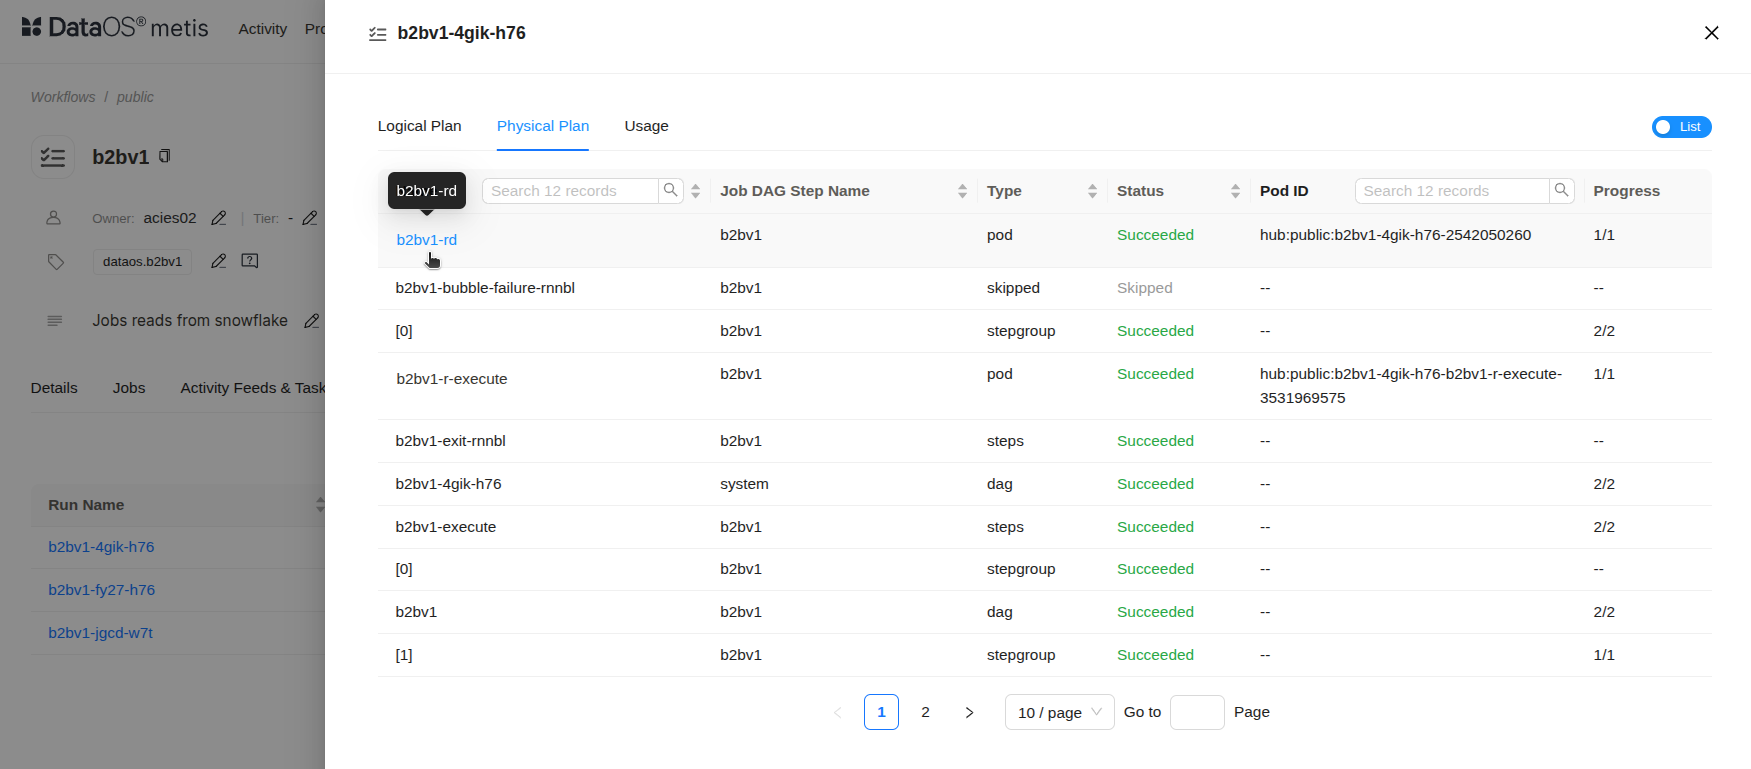 DataOS® metis
Activity Pro
Workflows / public
b2bv1
Owner: acies02 | Tier: -
dataos.b2bv1
Jobs reads from snowflake
Details Jobs Activity Feeds & Task
Run Name
b2bv1-4gik-h76
b2bv1-fy27-h76
b2bv1-jgcd-w7t
b2bv1-4gik-h76
Logical Plan Physical Plan Usage List
b2bv1-rd Search 12 records Job DAG Step Name Type Status Pod ID Search 12 records Progress
b2bv1-rd b2bv1 pod Succeeded hub:public:b2bv1-4gik-h76-2542050260 1/1
b2bv1-bubble-failure-rnnbl b2bv1 skipped Skipped -- --
[0] b2bv1 stepgroup Succeeded -- 2/2
b2bv1-r-execute b2bv1 pod Succeeded hub:public:b2bv1-4gik-h76-b2bv1-r-execute- 1/1
3531969575
b2bv1-exit-rnnbl b2bv1 steps Succeeded -- --
b2bv1-4gik-h76 system dag Succeeded -- 2/2
b2bv1-execute b2bv1 steps Succeeded -- 2/2
[0] b2bv1 stepgroup Succeeded -- --
b2bv1 b2bv1 dag Succeeded -- 2/2
[1] b2bv1 stepgroup Succeeded -- 1/1
1 2 10 / page Go to Page